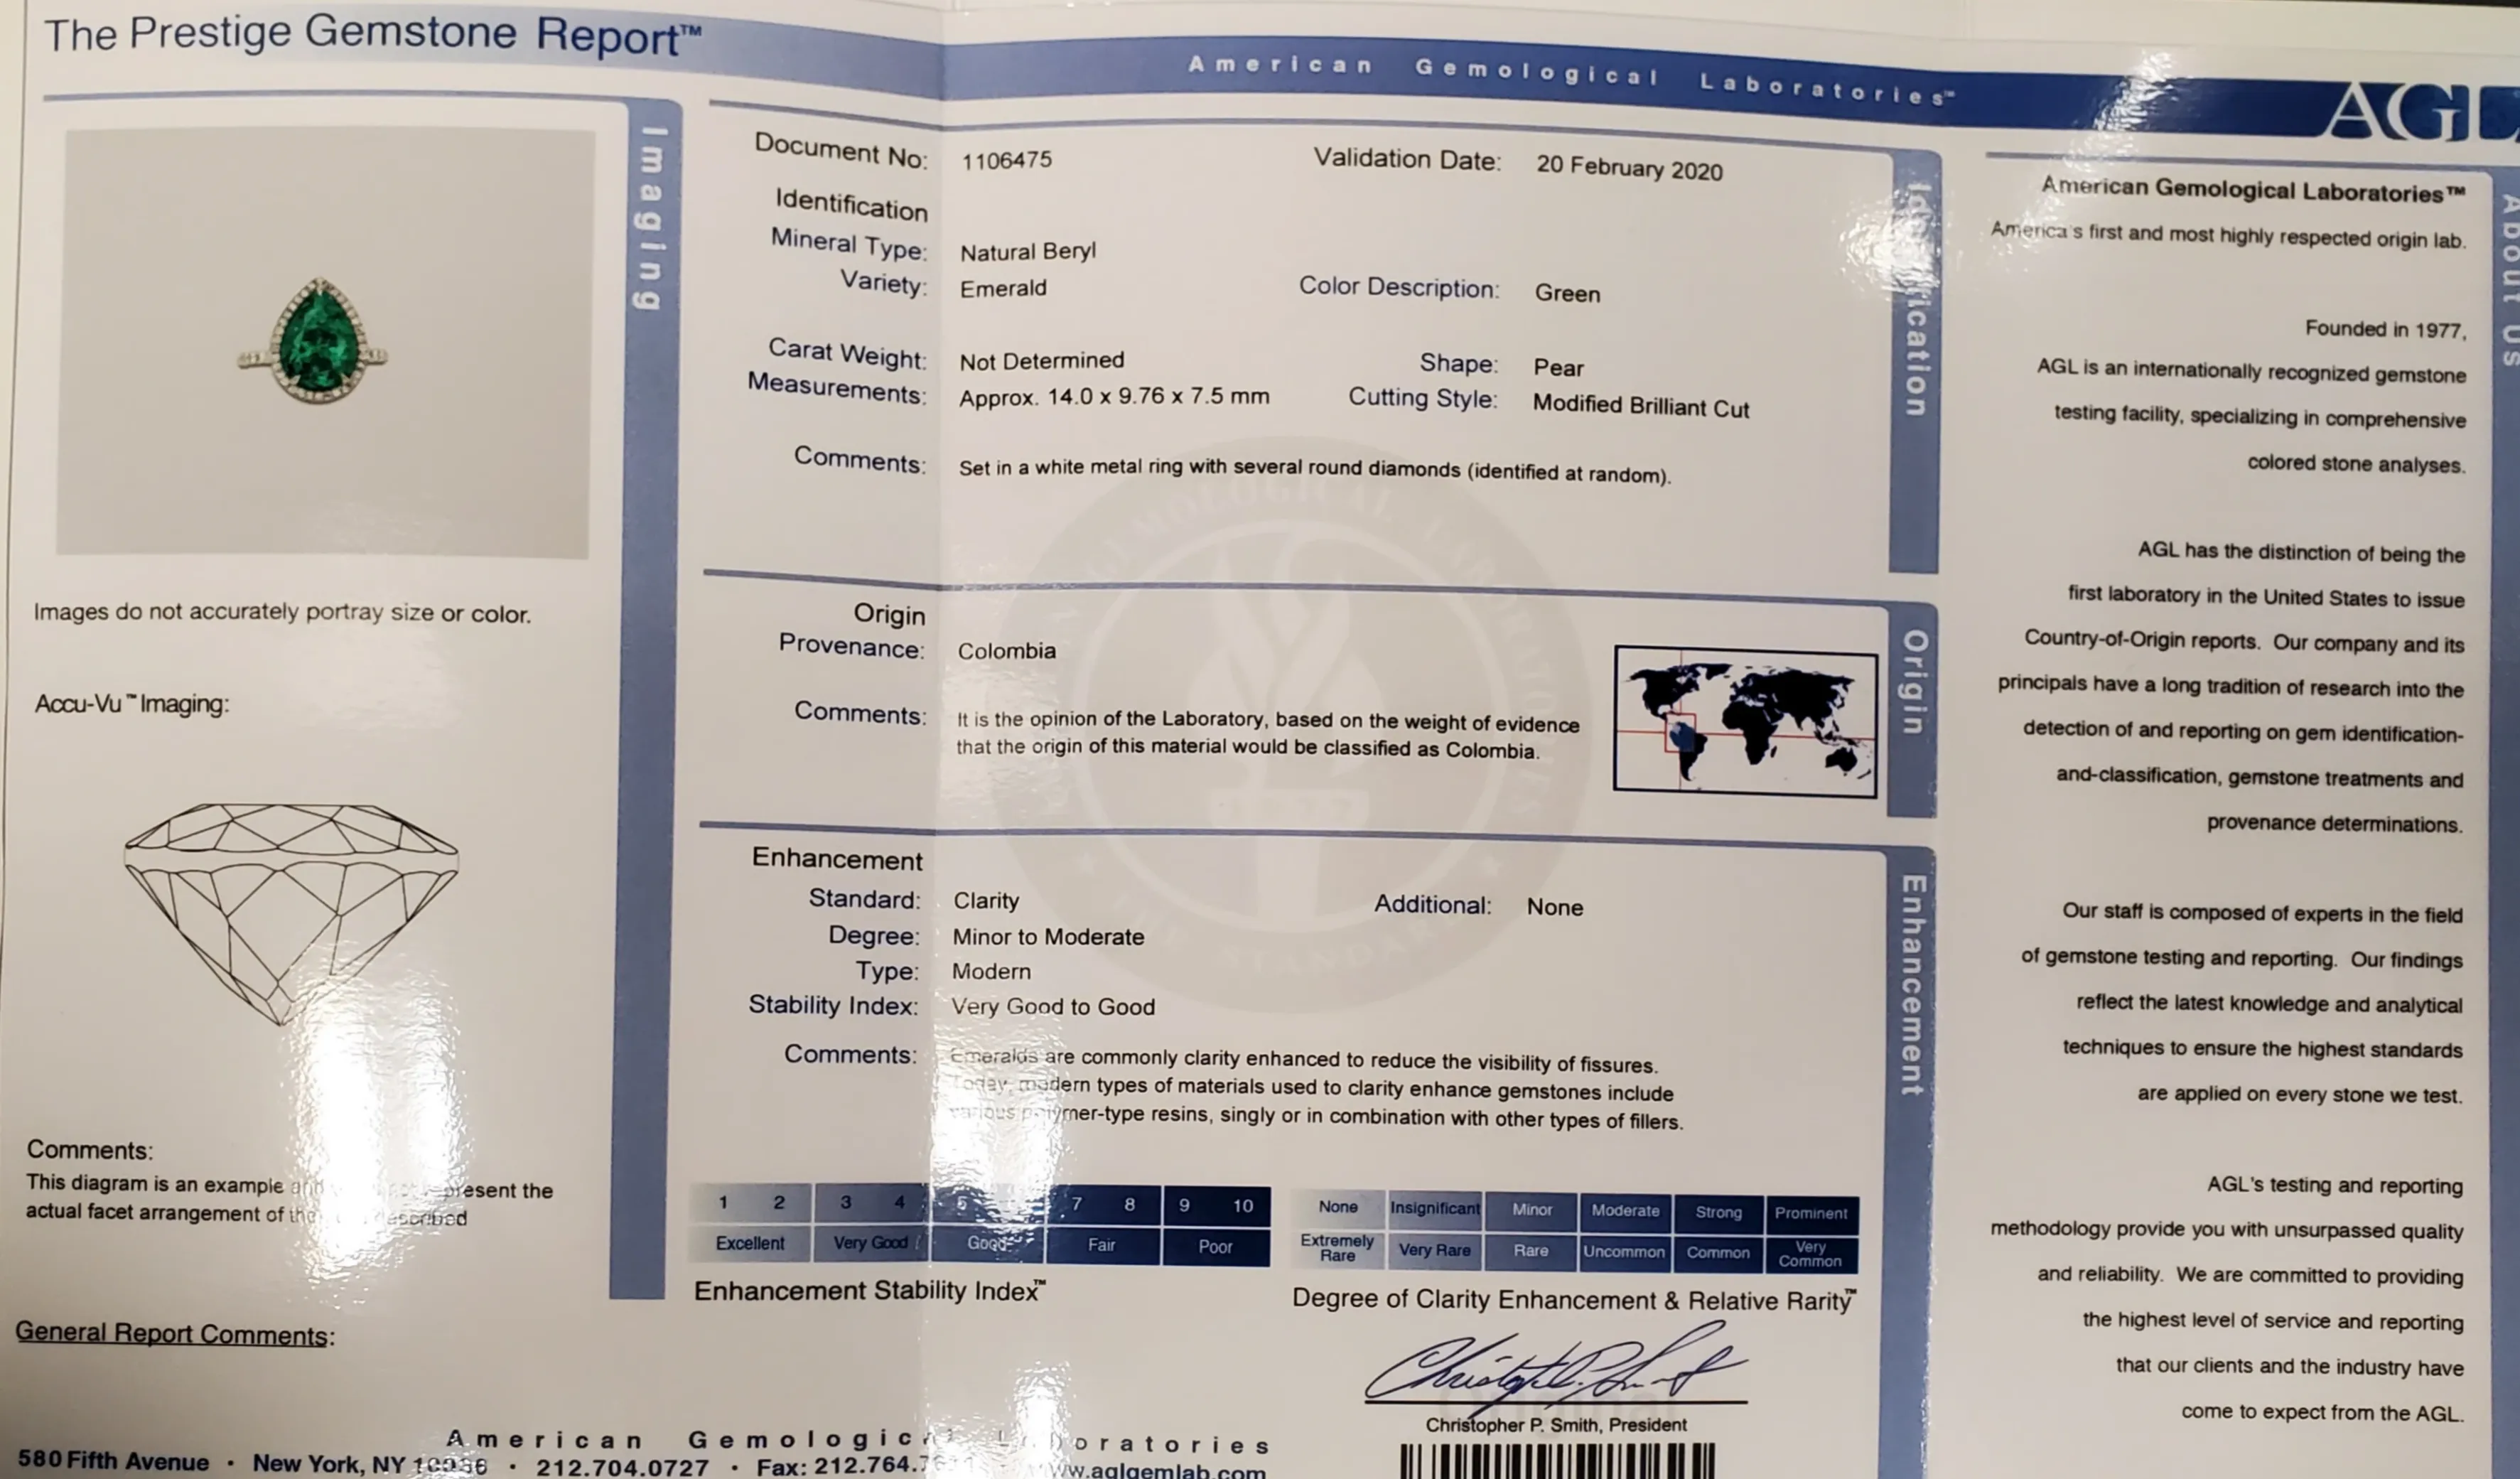 The Prestige Gemstone Report™
American Gemological Laboratories™
AGL
Imaging
Images do not accurately portray size or color.
Accu-Vu™ Imaging:
Comments:
This diagram is an example present the
actual facet arrangement of described
General Report Comments:
Document No: 1106475 Validation Date: 20 February 2020
Identification
Mineral Type: Natural Beryl
Variety: Emerald Color Description: Green
Carat Weight: Not Determined Shape: Pear
Measurements: Approx. 14.0 x 9.76 x 7.5 mm Cutting Style: Modified Brilliant Cut
Comments: Set in a white metal ring with several round diamonds (identified at random).
Identification
Origin
Provenance: Colombia
Comments: It is the opinion of the Laboratory, based on the weight of evidence
that the origin of this material would be classified as Colombia.
Origin
Enhancement
Standard: Clarity Additional: None
Degree: Minor to Moderate
Type: Modern
Stability Index: Very Good to Good
Comments: Emeralds are commonly clarity enhanced to reduce the visibility of fissures.
Today, modern types of materials used to clarity enhance gemstones include
various polymer-type resins, singly or in combination with other types of fillers.
Enhancement
1 2 3 4 5 7 8 9 10
Excellent Very Good Good Fair Poor
Enhancement Stability Index™
None Insignificant Minor Moderate Strong Prominent
Extremely Rare Very Rare Rare Uncommon Common Very Common
Degree of Clarity Enhancement & Relative Rarity™
Christopher P. Smith, President
American Gemological Laboratories
580 Fifth Avenue • New York, NY 10036 • 212.704.0727 • Fax: 212.764. www.aglgemlab.com
About Us
American Gemological Laboratories™
America's first and most highly respected origin lab.
Founded in 1977,
AGL is an internationally recognized gemstone
testing facility, specializing in comprehensive
colored stone analyses.
AGL has the distinction of being the
first laboratory in the United States to issue
Country-of-Origin reports. Our company and its
principals have a long tradition of research into the
detection of and reporting on gem identification-
and-classification, gemstone treatments and
provenance determinations.
Our staff is composed of experts in the field
of gemstone testing and reporting. Our findings
reflect the latest knowledge and analytical
techniques to ensure the highest standards
are applied on every stone we test.
AGL's testing and reporting
methodology provide you with unsurpassed quality
and reliability. We are committed to providing
the highest level of service and reporting
that our clients and the industry have
come to expect from the AGL.